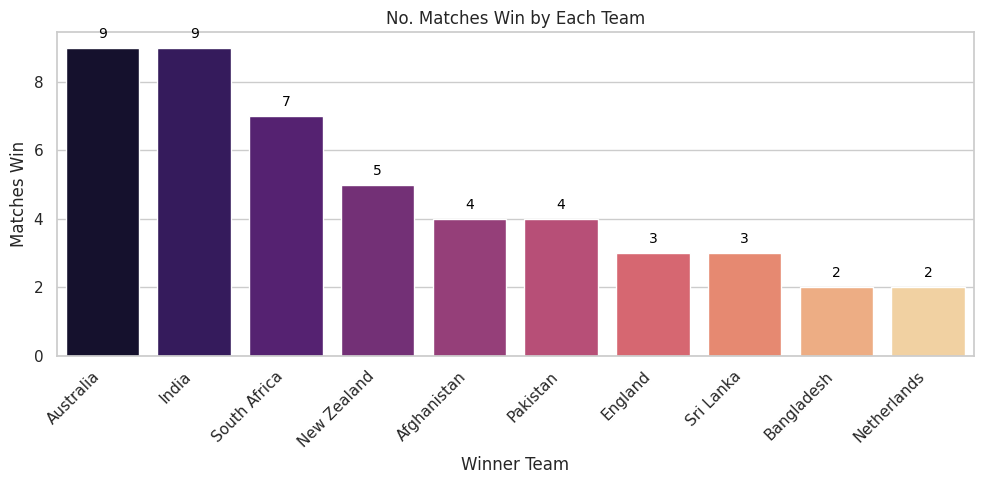 No. Matches Win by Each Team
9
9
7
5
4
4
3
3
2
2
Matches Win
8
6
4
2
0
Australia
India
South Africa
New Zealand
Afghanistan
Pakistan
England
Sri Lanka
Bangladesh
Netherlands
Winner Team